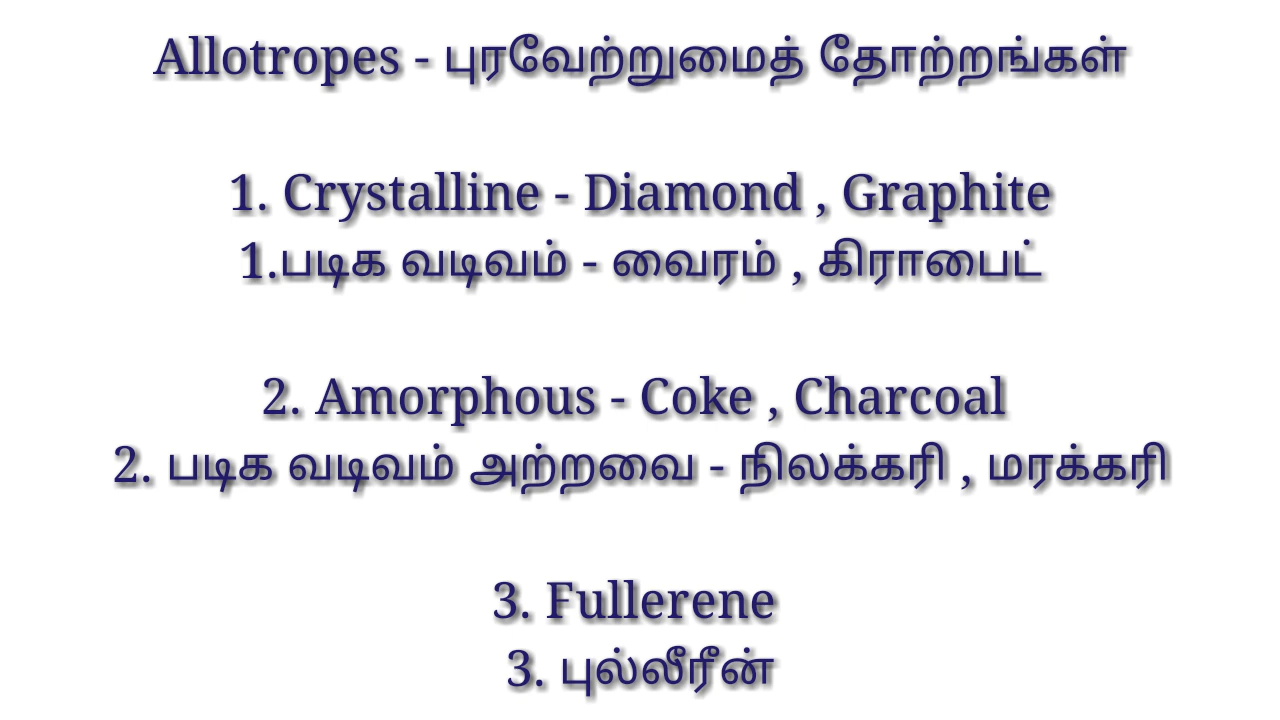 Allotropes - புரவேற்றுமைத் தோற்றங்கள்
1. Crystalline - Diamond , Graphite
1.படிக வடிவம் - வைரம் , கிராபைட்
2. Amorphous - Coke , Charcoal
2. படிக வடிவம் அற்றவை - நிலக்கரி , மரக்கரி
3. Fullerene
3. புல்லீரீன்